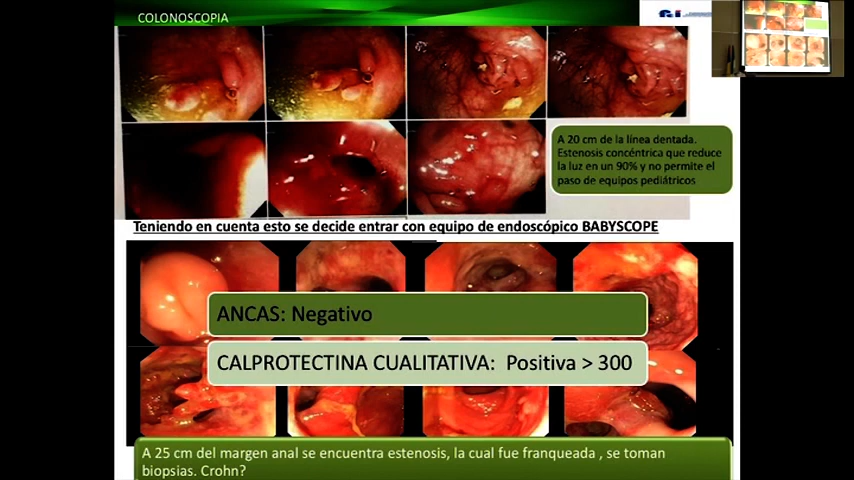 COLONOSCOPIA
A 20 cm de la línea dentada.
Estenosis concéntrica que reduce
la luz en un 90% y no permite el
paso de equipos pediátricos
Teniendo en cuenta esto se decide entrar con equipo de endoscópico BABYSCOPE
ANCAS: Negativo
CALPROTECTINA CUALITATIVA: Positiva > 300
A 25 cm del margen anal se encuentra estenosis, la cual fue franqueada , se toman
biopsias. Crohn?